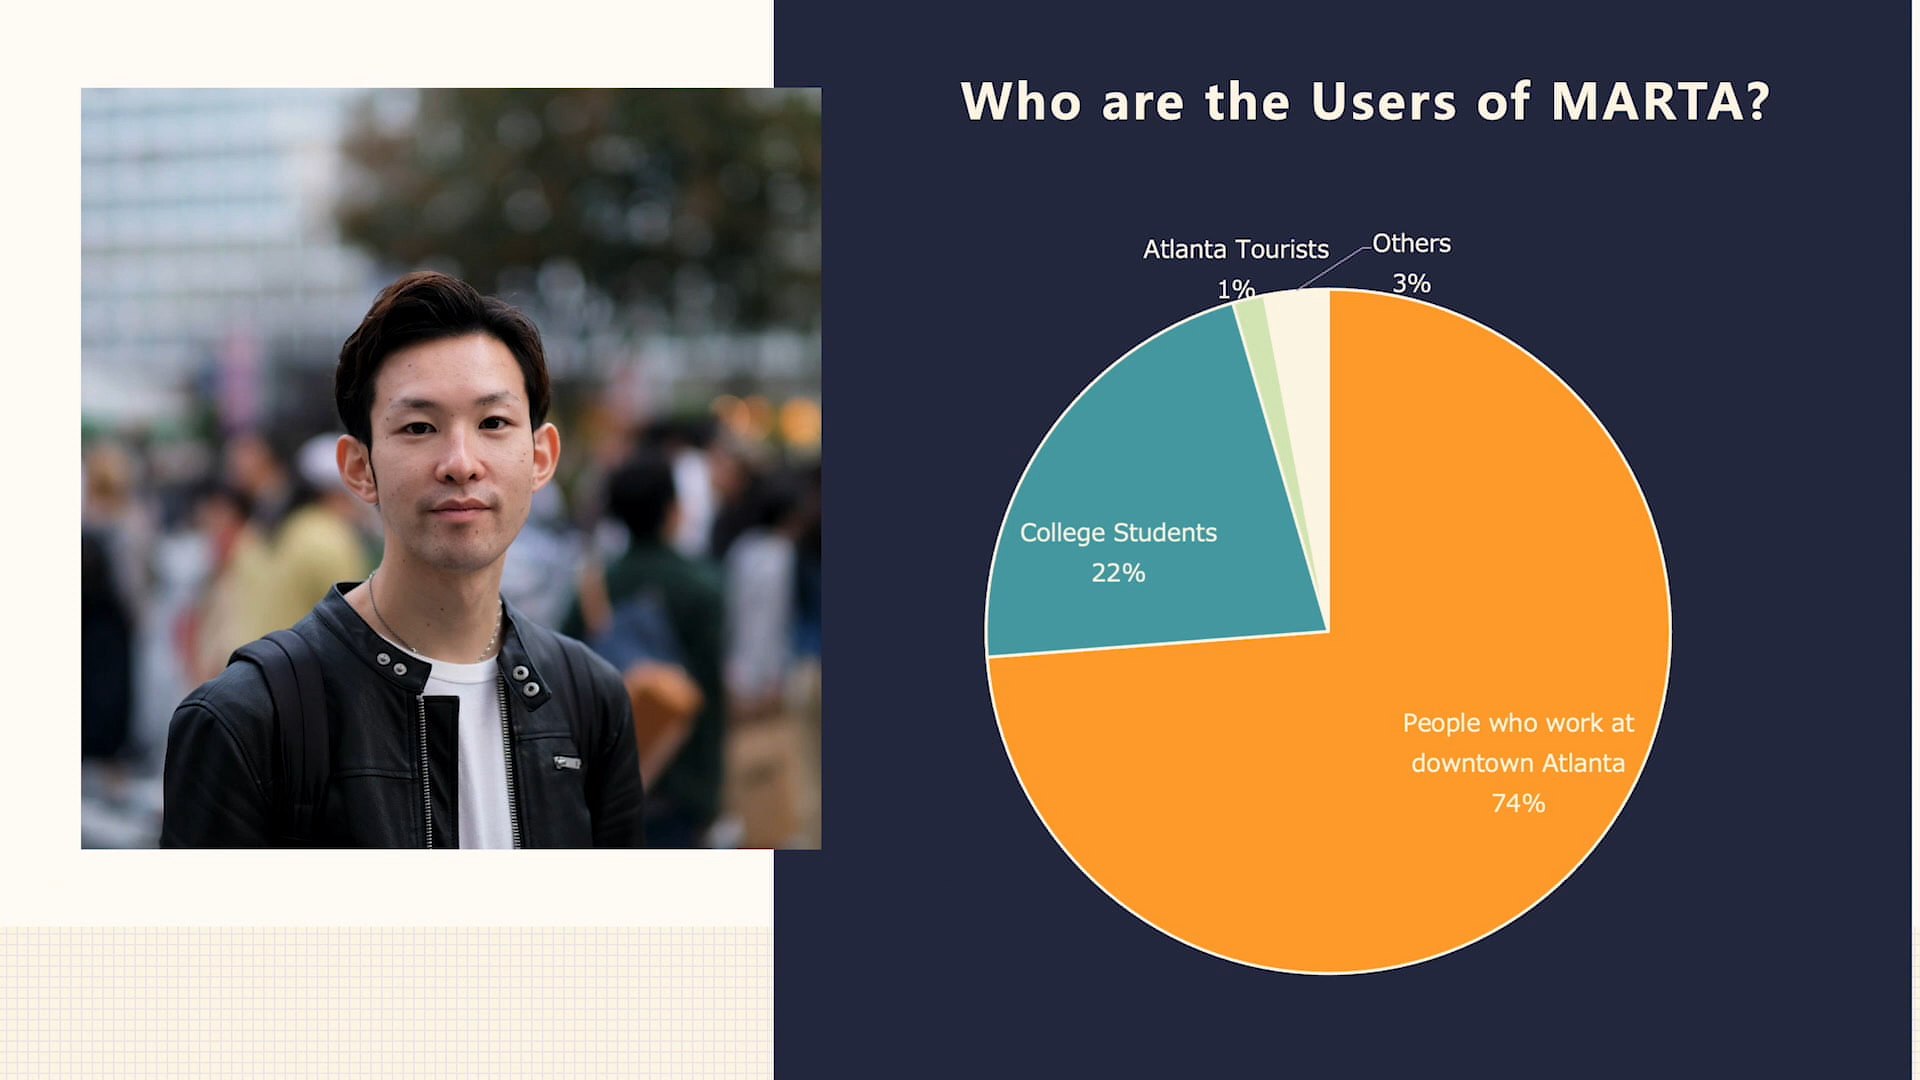 Who are the Users of MARTA?
Atlanta Tourists
1%
Others
3%
College Students
22%
People who work at
downtown Atlanta
74%